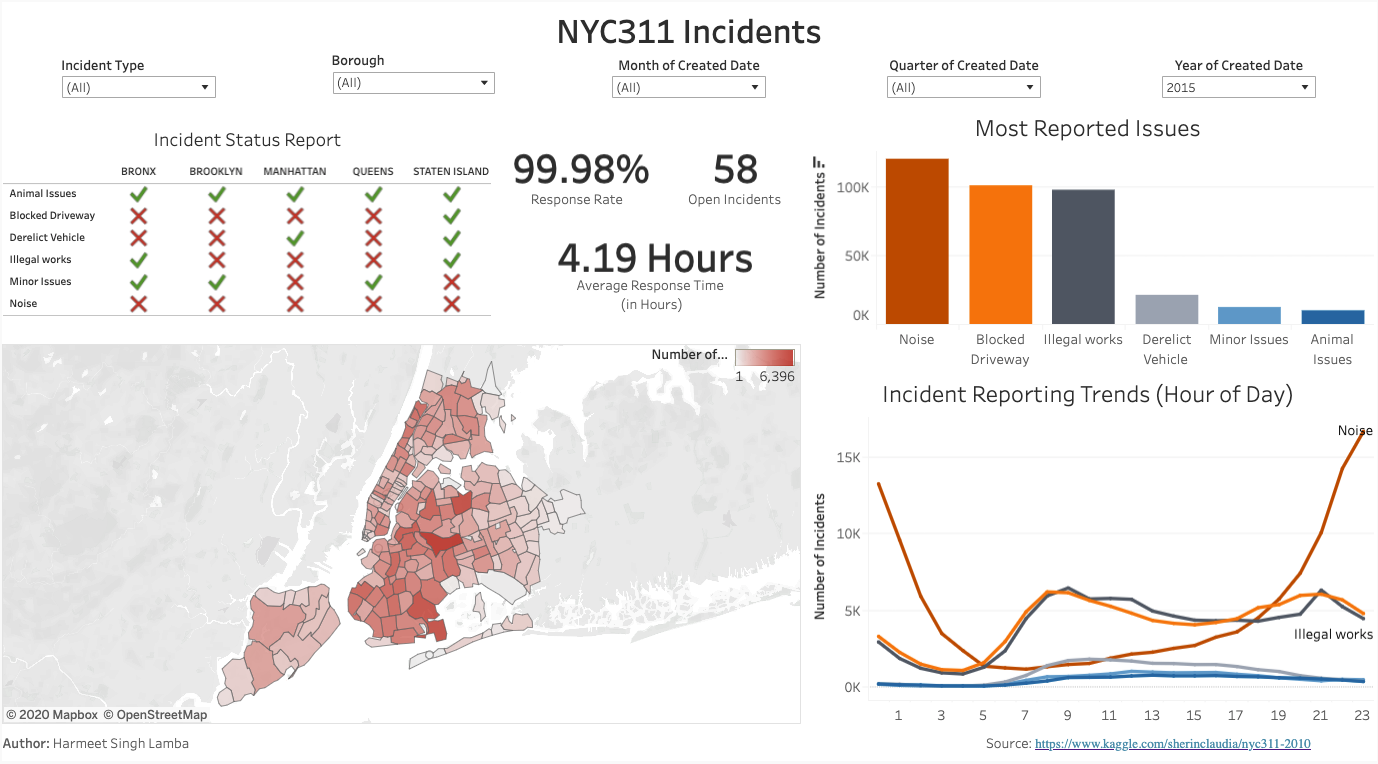 NYC311 Incidents
Incident Type
(All)
Borough
(All)
Month of Created Date
(All)
Quarter of Created Date
(All)
Year of Created Date
2015
Incident Status Report
BRONX BROOKLYN MANHATTAN QUEENS STATEN ISLAND
Animal Issues
Blocked Driveway
Derelict Vehicle
Illegal works
Minor Issues
Noise
99.98%
Response Rate
58
Open Incidents
4.19 Hours
Average Response Time
(in Hours)
Most Reported Issues
Number of Incidents
100K
50K
0K
Noise
Blocked
Driveway
Illegal works
Derelict
Vehicle
Minor Issues
Animal
Issues
Number of...
1 6,396
© 2020 Mapbox © OpenStreetMap
Incident Reporting Trends (Hour of Day)
Number of Incidents
15K
10K
5K
0K
Noise
Illegal works
1 3 5 7 9 11 13 15 17 19 21 23
Author: Harmeet Singh Lamba
Source: https://www.kaggle.com/sherinclaudia/nyc311-2010